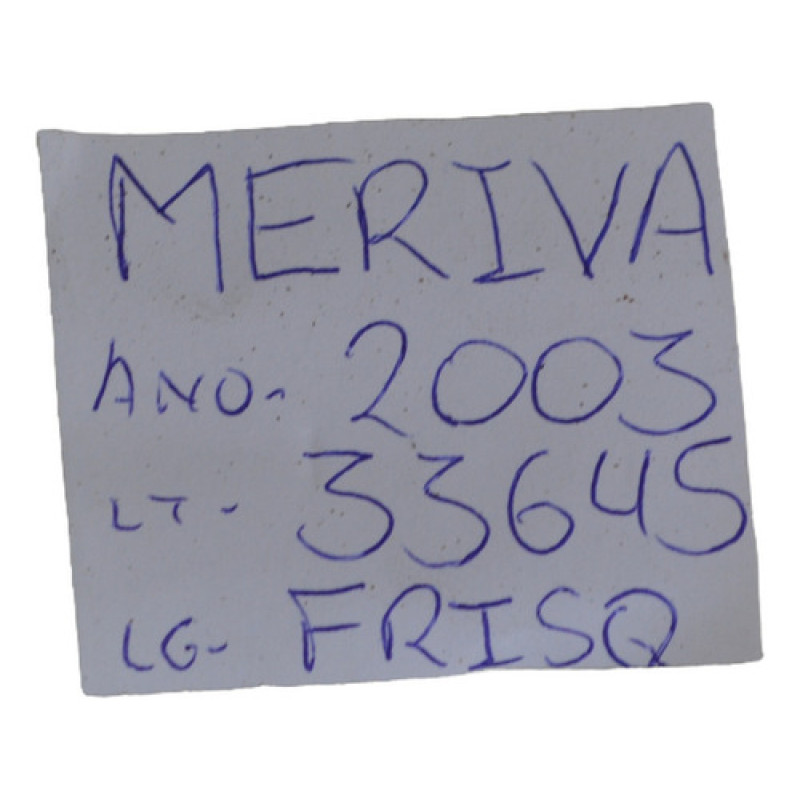 MERIVA
ANO- 2003
LT- 33645
LG- FRISQ